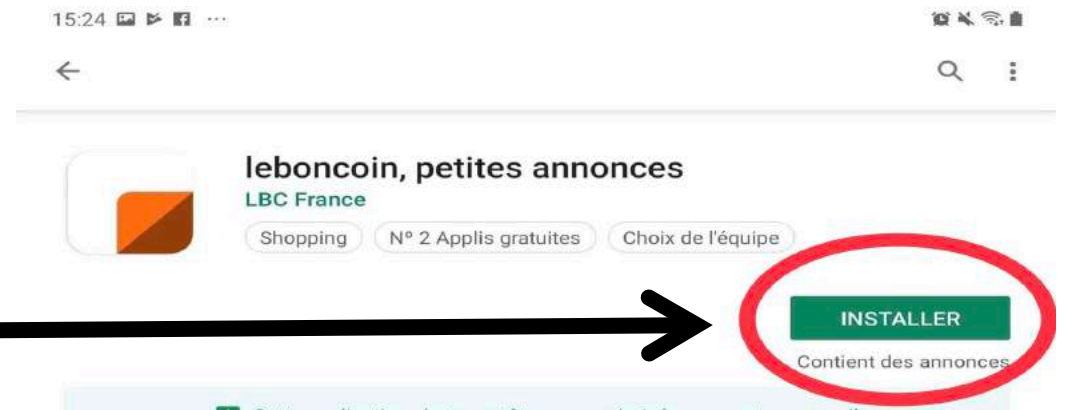 15:24
leboncoin, petites annonces
LBC France
Shopping
N° 2 Applis gratuites
Choix de l'équipe
INSTALLER
Contient des annonces